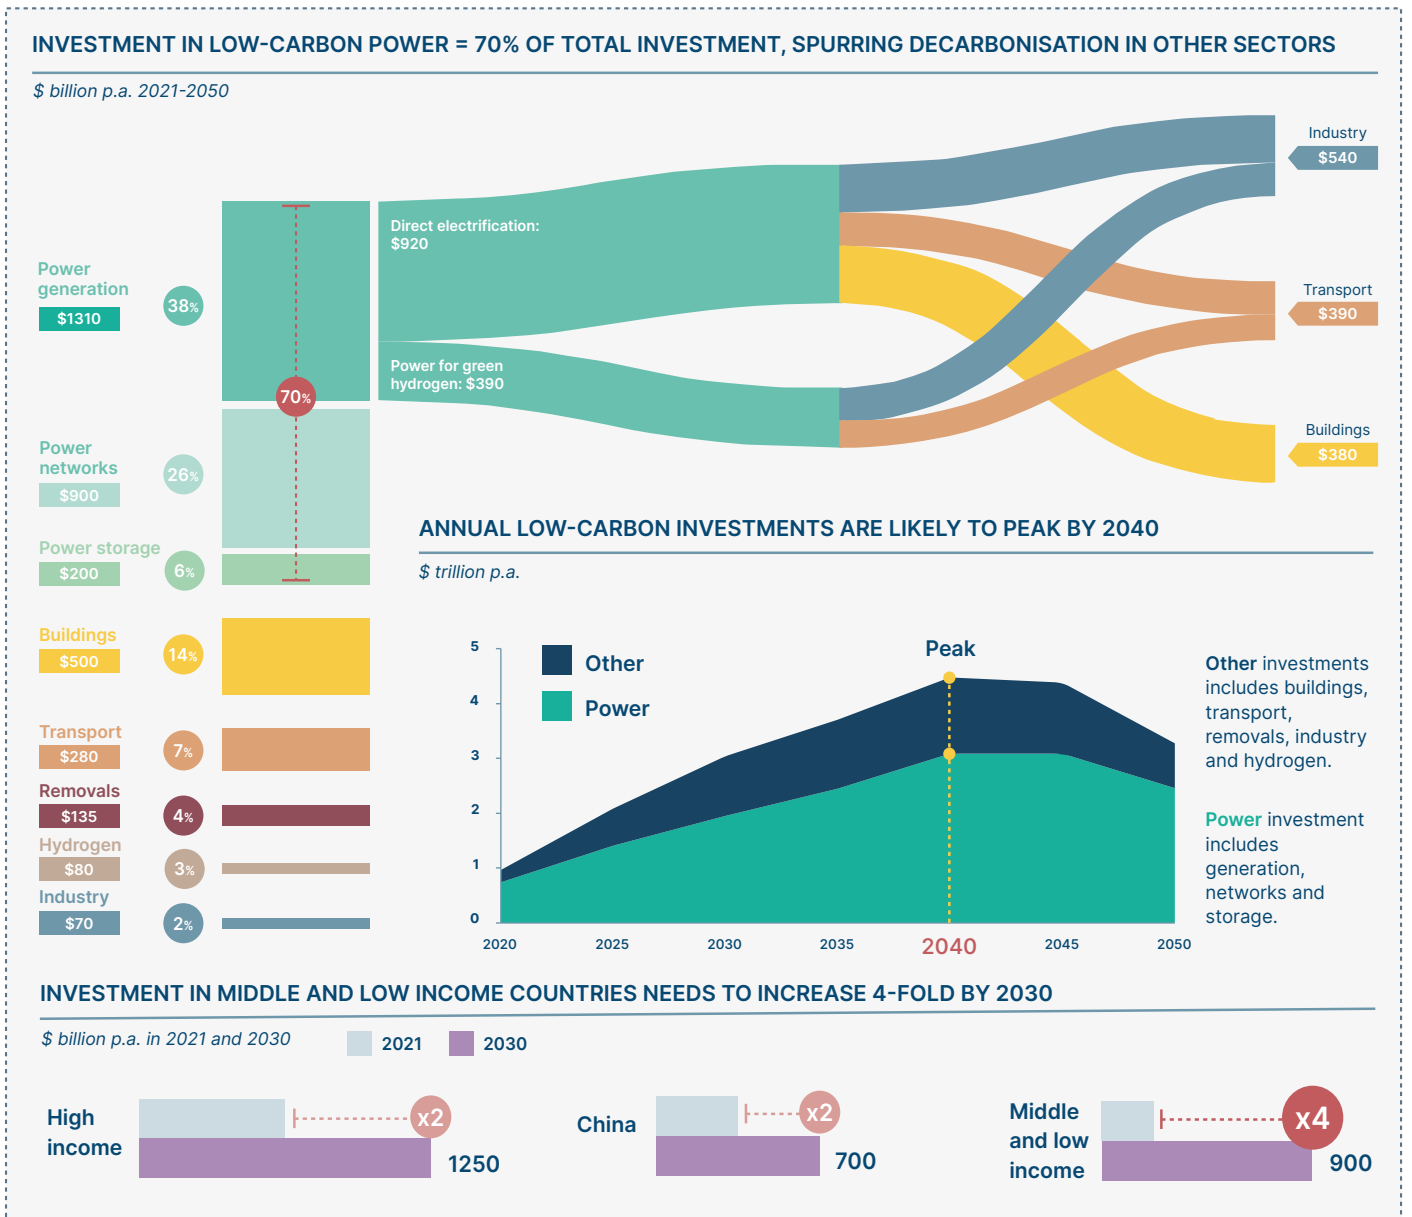 INVESTMENT IN LOW-CARBON POWER = 70% OF TOTAL INVESTMENT, SPURRING DECARBONISATION IN OTHER SECTORS
$ billion p.a. 2021-2050
Industry
$540
Direct electrification:
$920
Power
generation
$1310
38%
Transport
$390
Power for green
hydrogen: $390
70%
Buildings
$380
Power
networks
$900
26%
Power storage
$200
6%
Buildings
$500
14%
Transport
$280
7%
Removals
$135
4%
Hydrogen
$80
3%
Industry
$70
2%
ANNUAL LOW-CARBON INVESTMENTS ARE LIKELY TO PEAK BY 2040
$ trillion p.a.
5
4
3
2
1
0
Other
Power
Peak
2020
2025
2030
2035
2040
2045
2050
Other investments
includes buildings,
transport,
removals, industry
and hydrogen.
Power investment
includes
generation,
networks and
storage.
INVESTMENT IN MIDDLE AND LOW INCOME COUNTRIES NEEDS TO INCREASE 4-FOLD BY 2030
$ billion p.a. in 2021 and 2030
2021
2030
High
income
x2
1250
China
x2
700
Middle
and low
income
x4
900